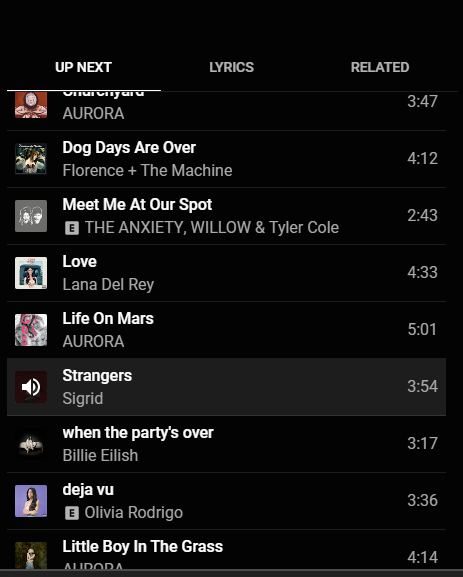 UP NEXT LYRICS RELATED
Churchyard
AURORA 3:47
Dog Days Are Over
Florence + The Machine 4:12
Meet Me At Our Spot
E THE ANXIETY, WILLOW & Tyler Cole 2:43
Love
Lana Del Rey 4:33
Life On Mars
AURORA 5:01
Strangers
Sigrid 3:54
when the party's over
Billie Eilish 3:17
deja vu
E Olivia Rodrigo 3:36
Little Boy In The Grass
AURORA 4:14